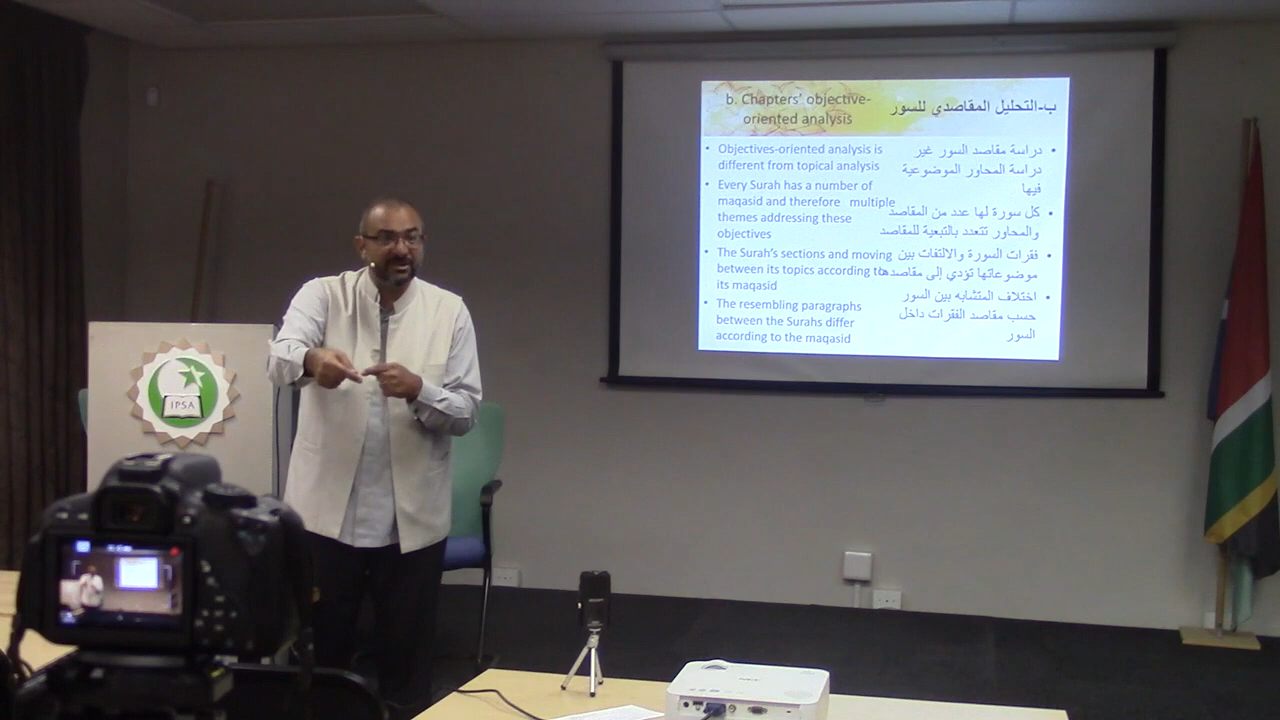 b. Chapters' objective-
oriented analysis
ب-التحليل المقاصدي للسور
• Objectives-oriented analysis is
different from topical analysis
• Every Surah has a number of
maqasid and therefore multiple
themes addressing these
objectives
• The Surah's sections and moving
between its topics according to
its maqasid
• The resembling paragraphs
between the Surahs differ
according to the maqasid
• دراسة مقاصد السور غير
دراسة المحاور الموضوعية
فيها
• كل سورة لها عدد من المقاصد
والمحاور تتعدد بالتبعية للمقاصد
• فقرات السورة والالتفات بين
موضوعاتها تؤدي إلى مقاصدها
• اختلاف المتشابه بين السور
حسب مقاصد الفقرات داخل
السور
IPSA